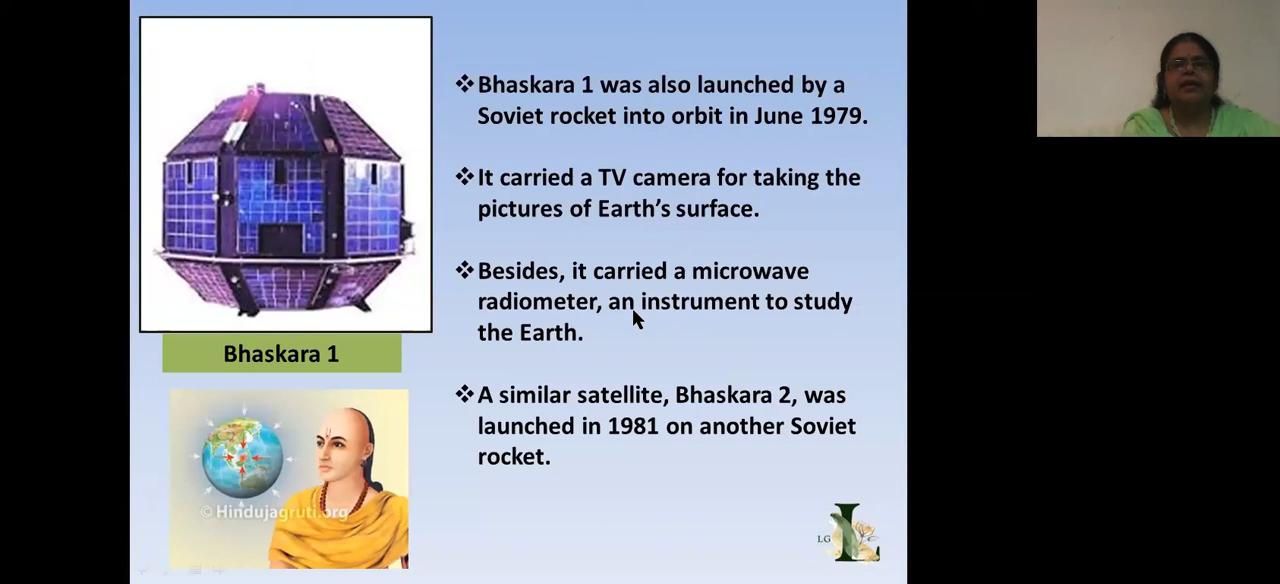 ❖Bhaskara 1 was also launched by a
Soviet rocket into orbit in June 1979.
❖It carried a TV camera for taking the
pictures of Earth’s surface.
❖Besides, it carried a microwave
radiometer, an instrument to study
the Earth.
❖A similar satellite, Bhaskara 2, was
launched in 1981 on another Soviet
rocket.
Bhaskara 1
© Hindujagruti.org
LG
L